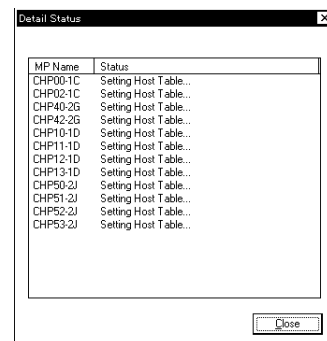 Detail Status
MP Name Status
CHP00-1C Setting Host Table...
CHP02-1C Setting Host Table...
CHP40-2G Setting Host Table...
CHP42-2G Setting Host Table...
CHP10-1D Setting Host Table...
CHP11-1D Setting Host Table...
CHP12-1D Setting Host Table...
CHP13-1D Setting Host Table...
CHP50-2J Setting Host Table...
CHP51-2J Setting Host Table...
CHP52-2J Setting Host Table...
CHP53-2J Setting Host Table...
Close